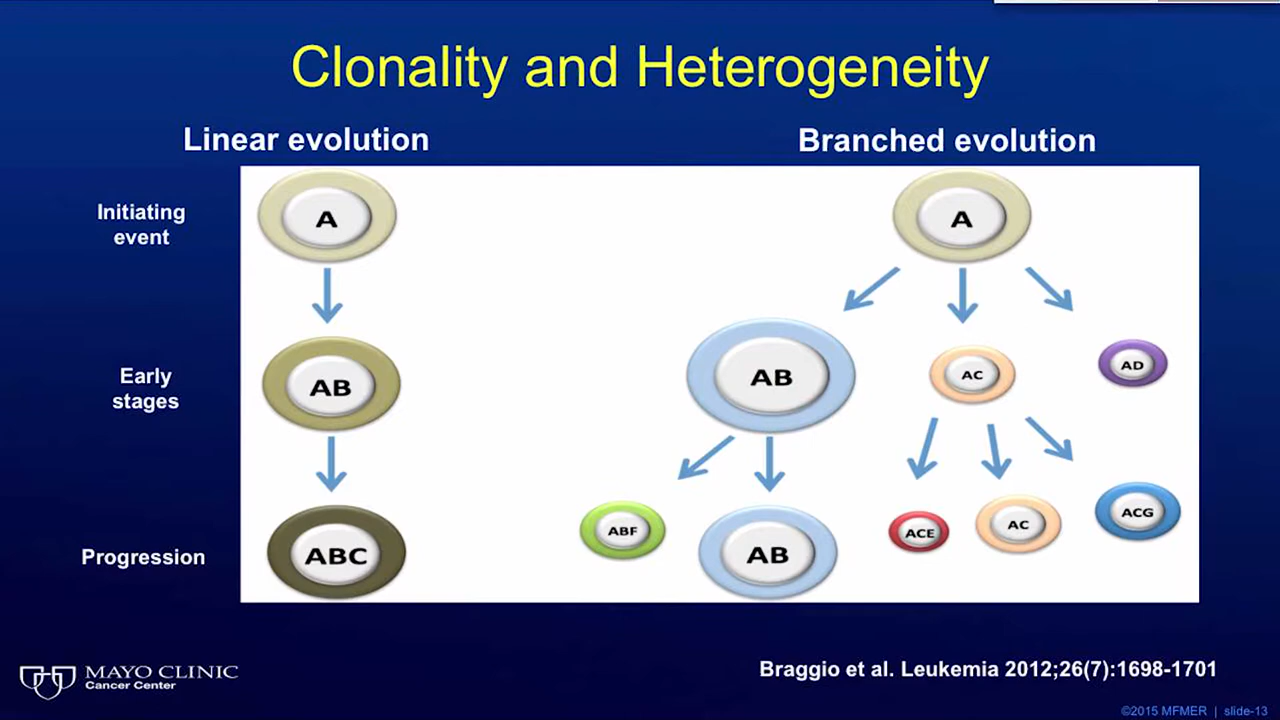 Clonality and Heterogeneity
Linear evolution
Branched evolution
Initiating
event
A
A
Early
stages
AB
AB
AC
AD
Progression
ABC
ABF
AB
ACE
AC
ACG
MAYO CLINIC
Cancer Center
Braggio et al. Leukemia 2012;26(7):1698-1701
©2015 MFMER | slide-13